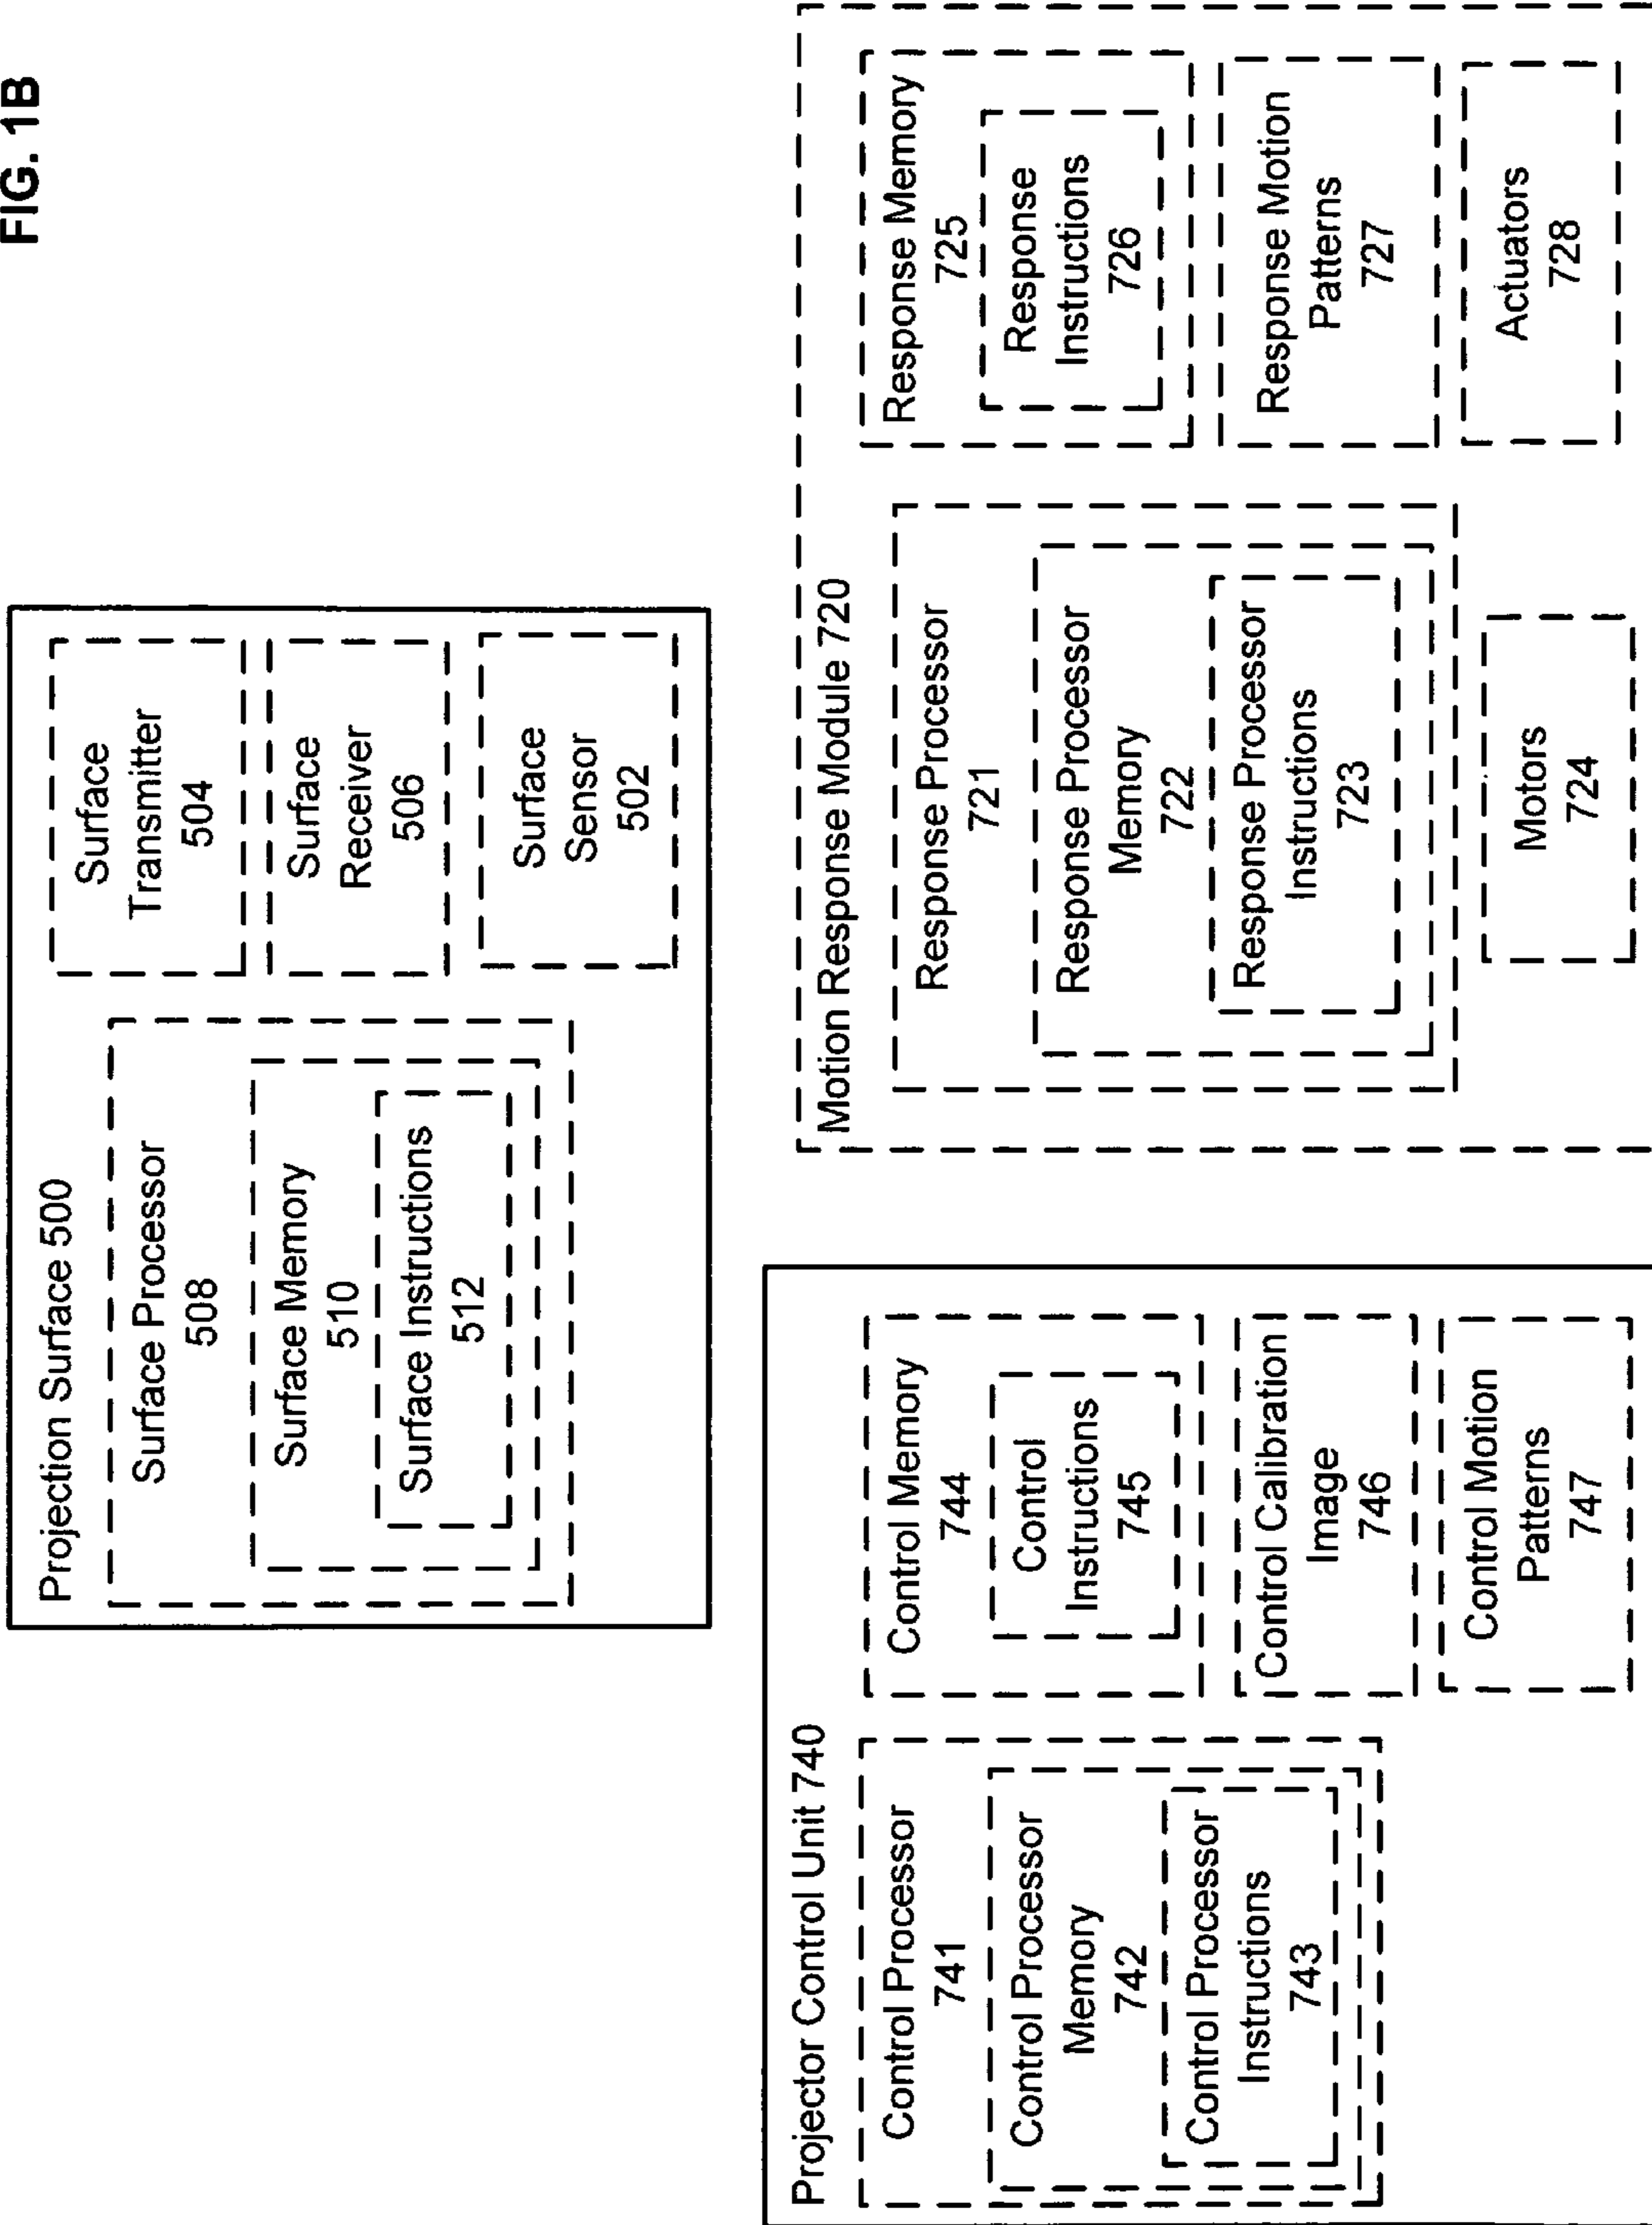 FIG. 1B
Projection Surface 500
Surface Processor
508
Surface Memory
510
Surface Instructions
512
Surface
Transmitter
504
Surface
Receiver
506
Surface
Sensor
502
Projector Control Unit 740
Control Processor
741
Control Processor
Memory
742
Control Processor
Instructions
743
Control Memory
744
Control
Instructions
745
Control Calibration
Image
746
Control Motion
Patterns
747
Motion Response Module 720
Response Processor
721
Response Processor
Memory
722
Response Processor
Instructions
723
Motors
724
Response Memory
725
Response
Instructions
726
Response Motion
Patterns
727
Actuators
728